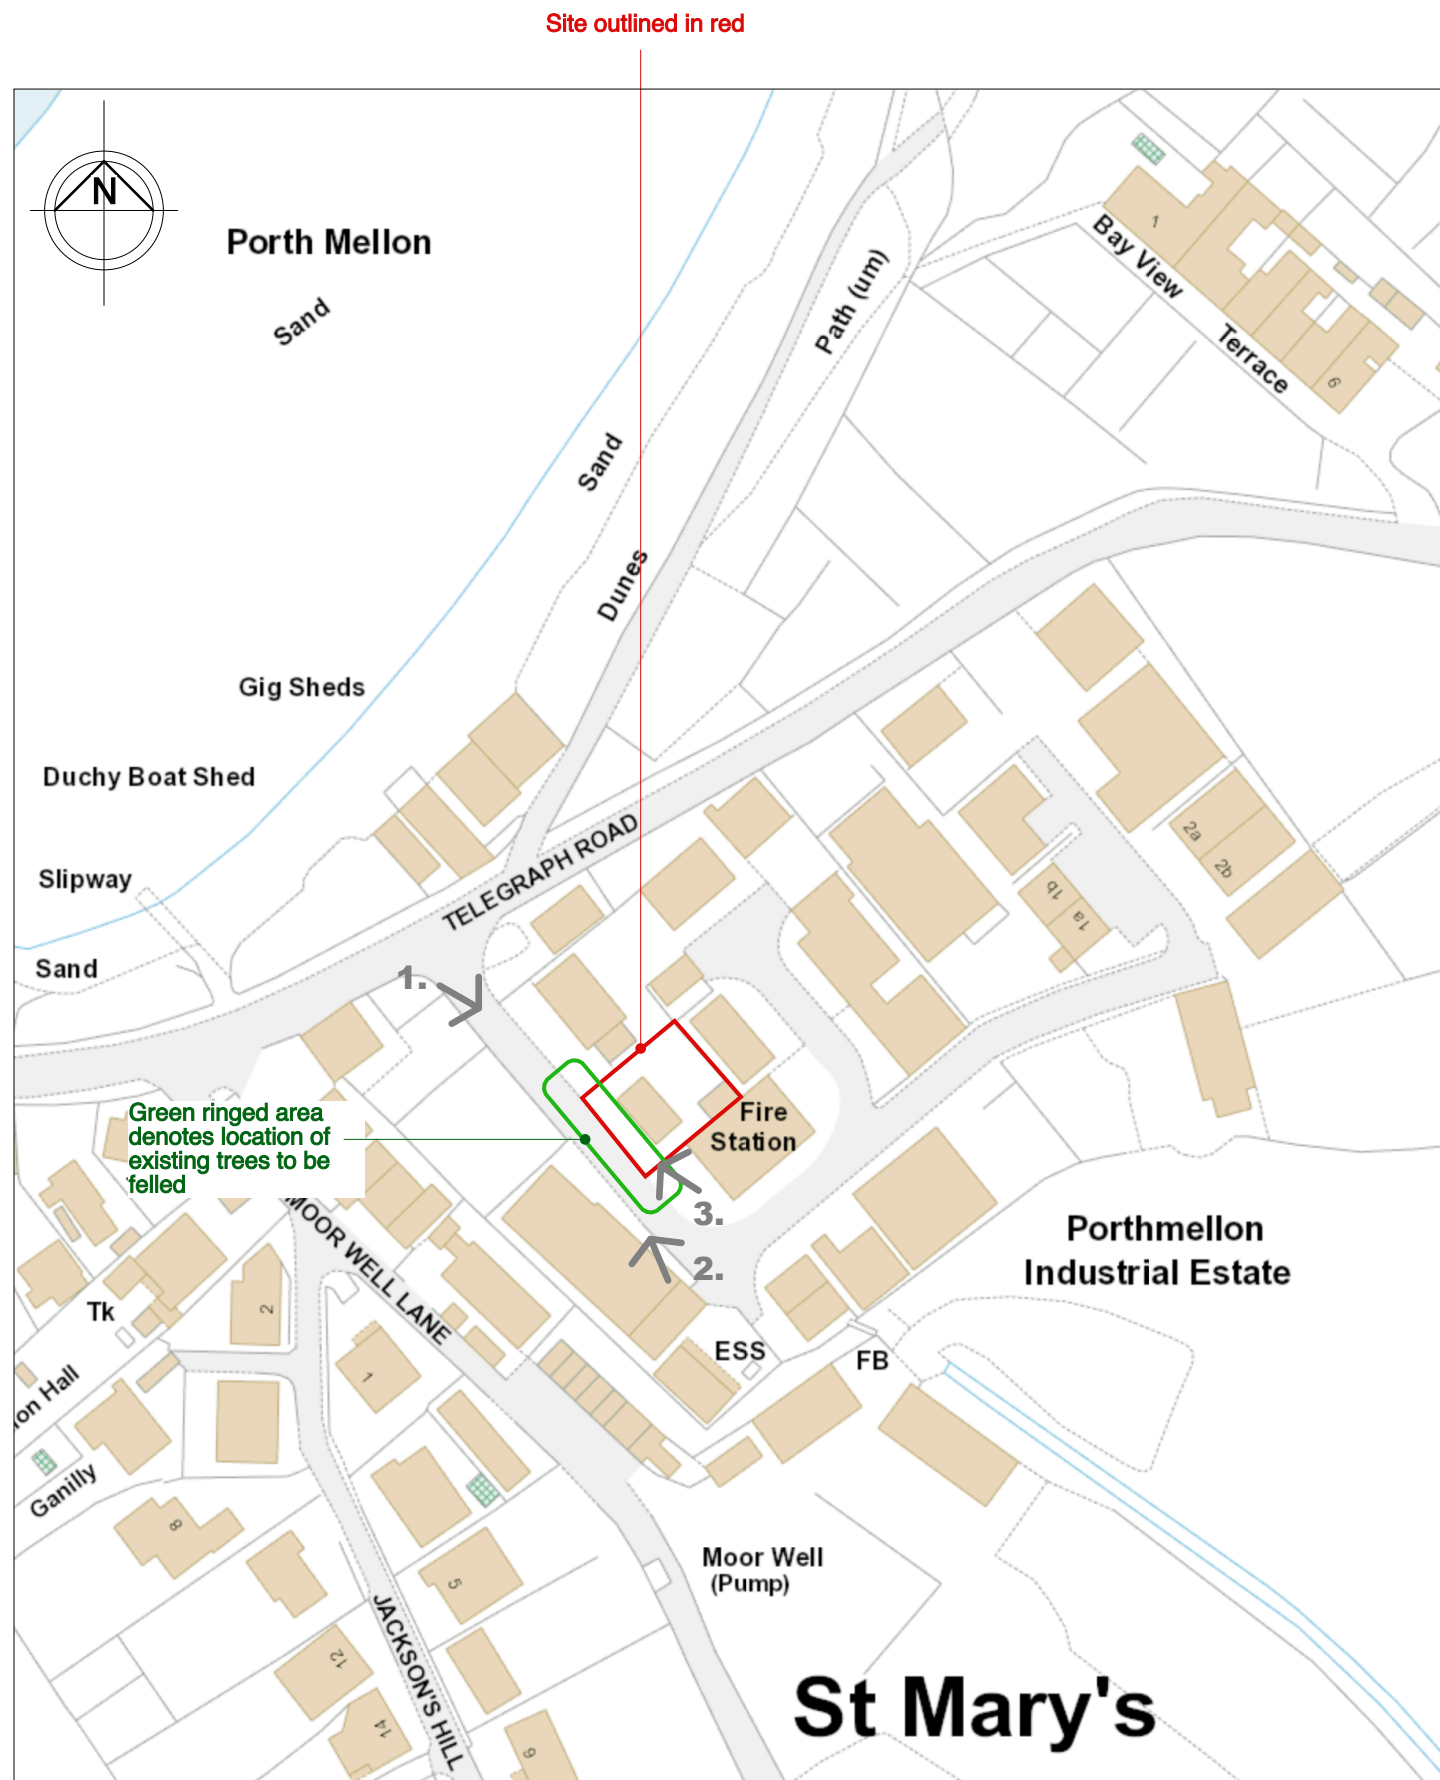 Site outlined in red
N
Porth Mellon
Sand
Path (um)
1
Bay View
Terrace
6
Sand
Dunes
Gig Sheds
Duchy Boat Shed
TELEGRAPH ROAD
Slipway
Sand
1.
2a
2b
1b
1a
Green ringed area
denotes location of
existing trees to be
felled
Fire
Station
3.
2.
Porthmellon
Industrial Estate
MOOR WELL LANE
Tk
2
1
ESS
FB
on Hall
Ganilly
8
5
Moor Well
(Pump)
JACKSON'S HILL
12
14
9
St Mary's